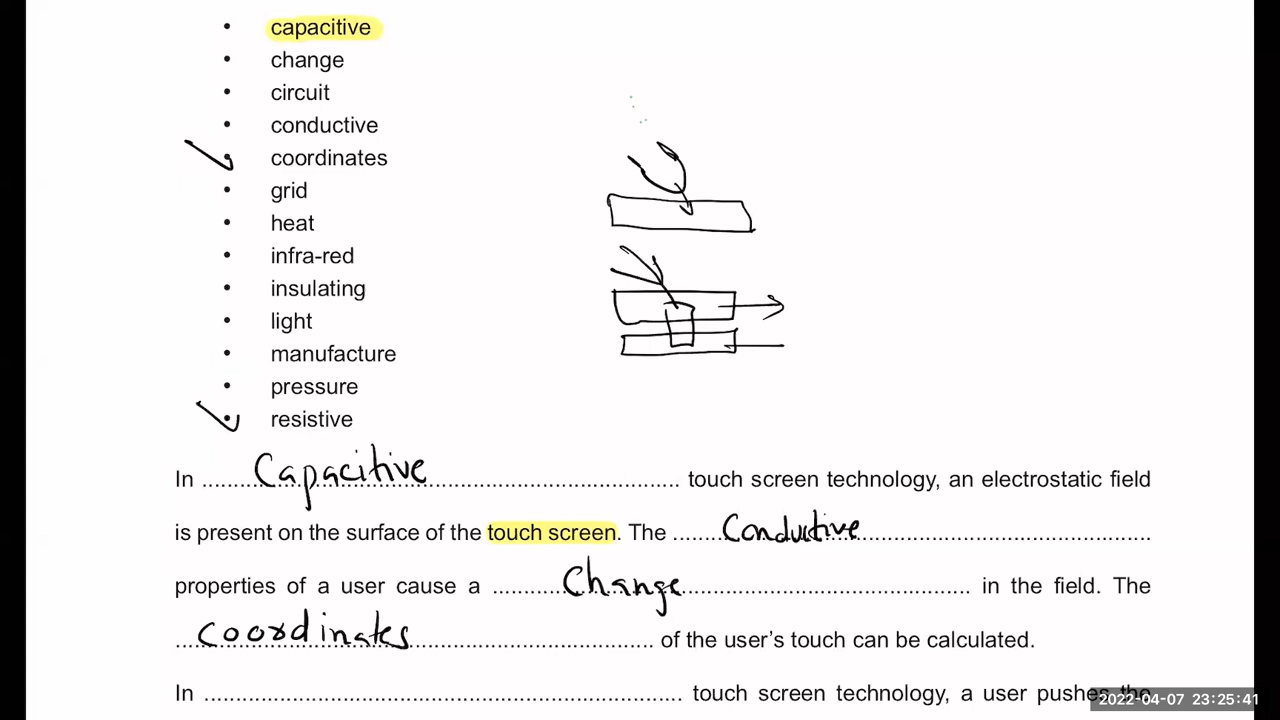 • capacitive
• change
• circuit
• conductive
• coordinates
• grid
• heat
• infra-red
• insulating
• light
• manufacture
• pressure
• resistive
In ..........Capacitive.......... touch screen technology, an electrostatic field
is present on the surface of the touch screen. The ..........Conductive..........
properties of a user cause a ..........Change.......... in the field. The
..........coordinates.......... of the user’s touch can be calculated.
In .................... touch screen technology, a user pushes the
2022-04-07 23:25:41